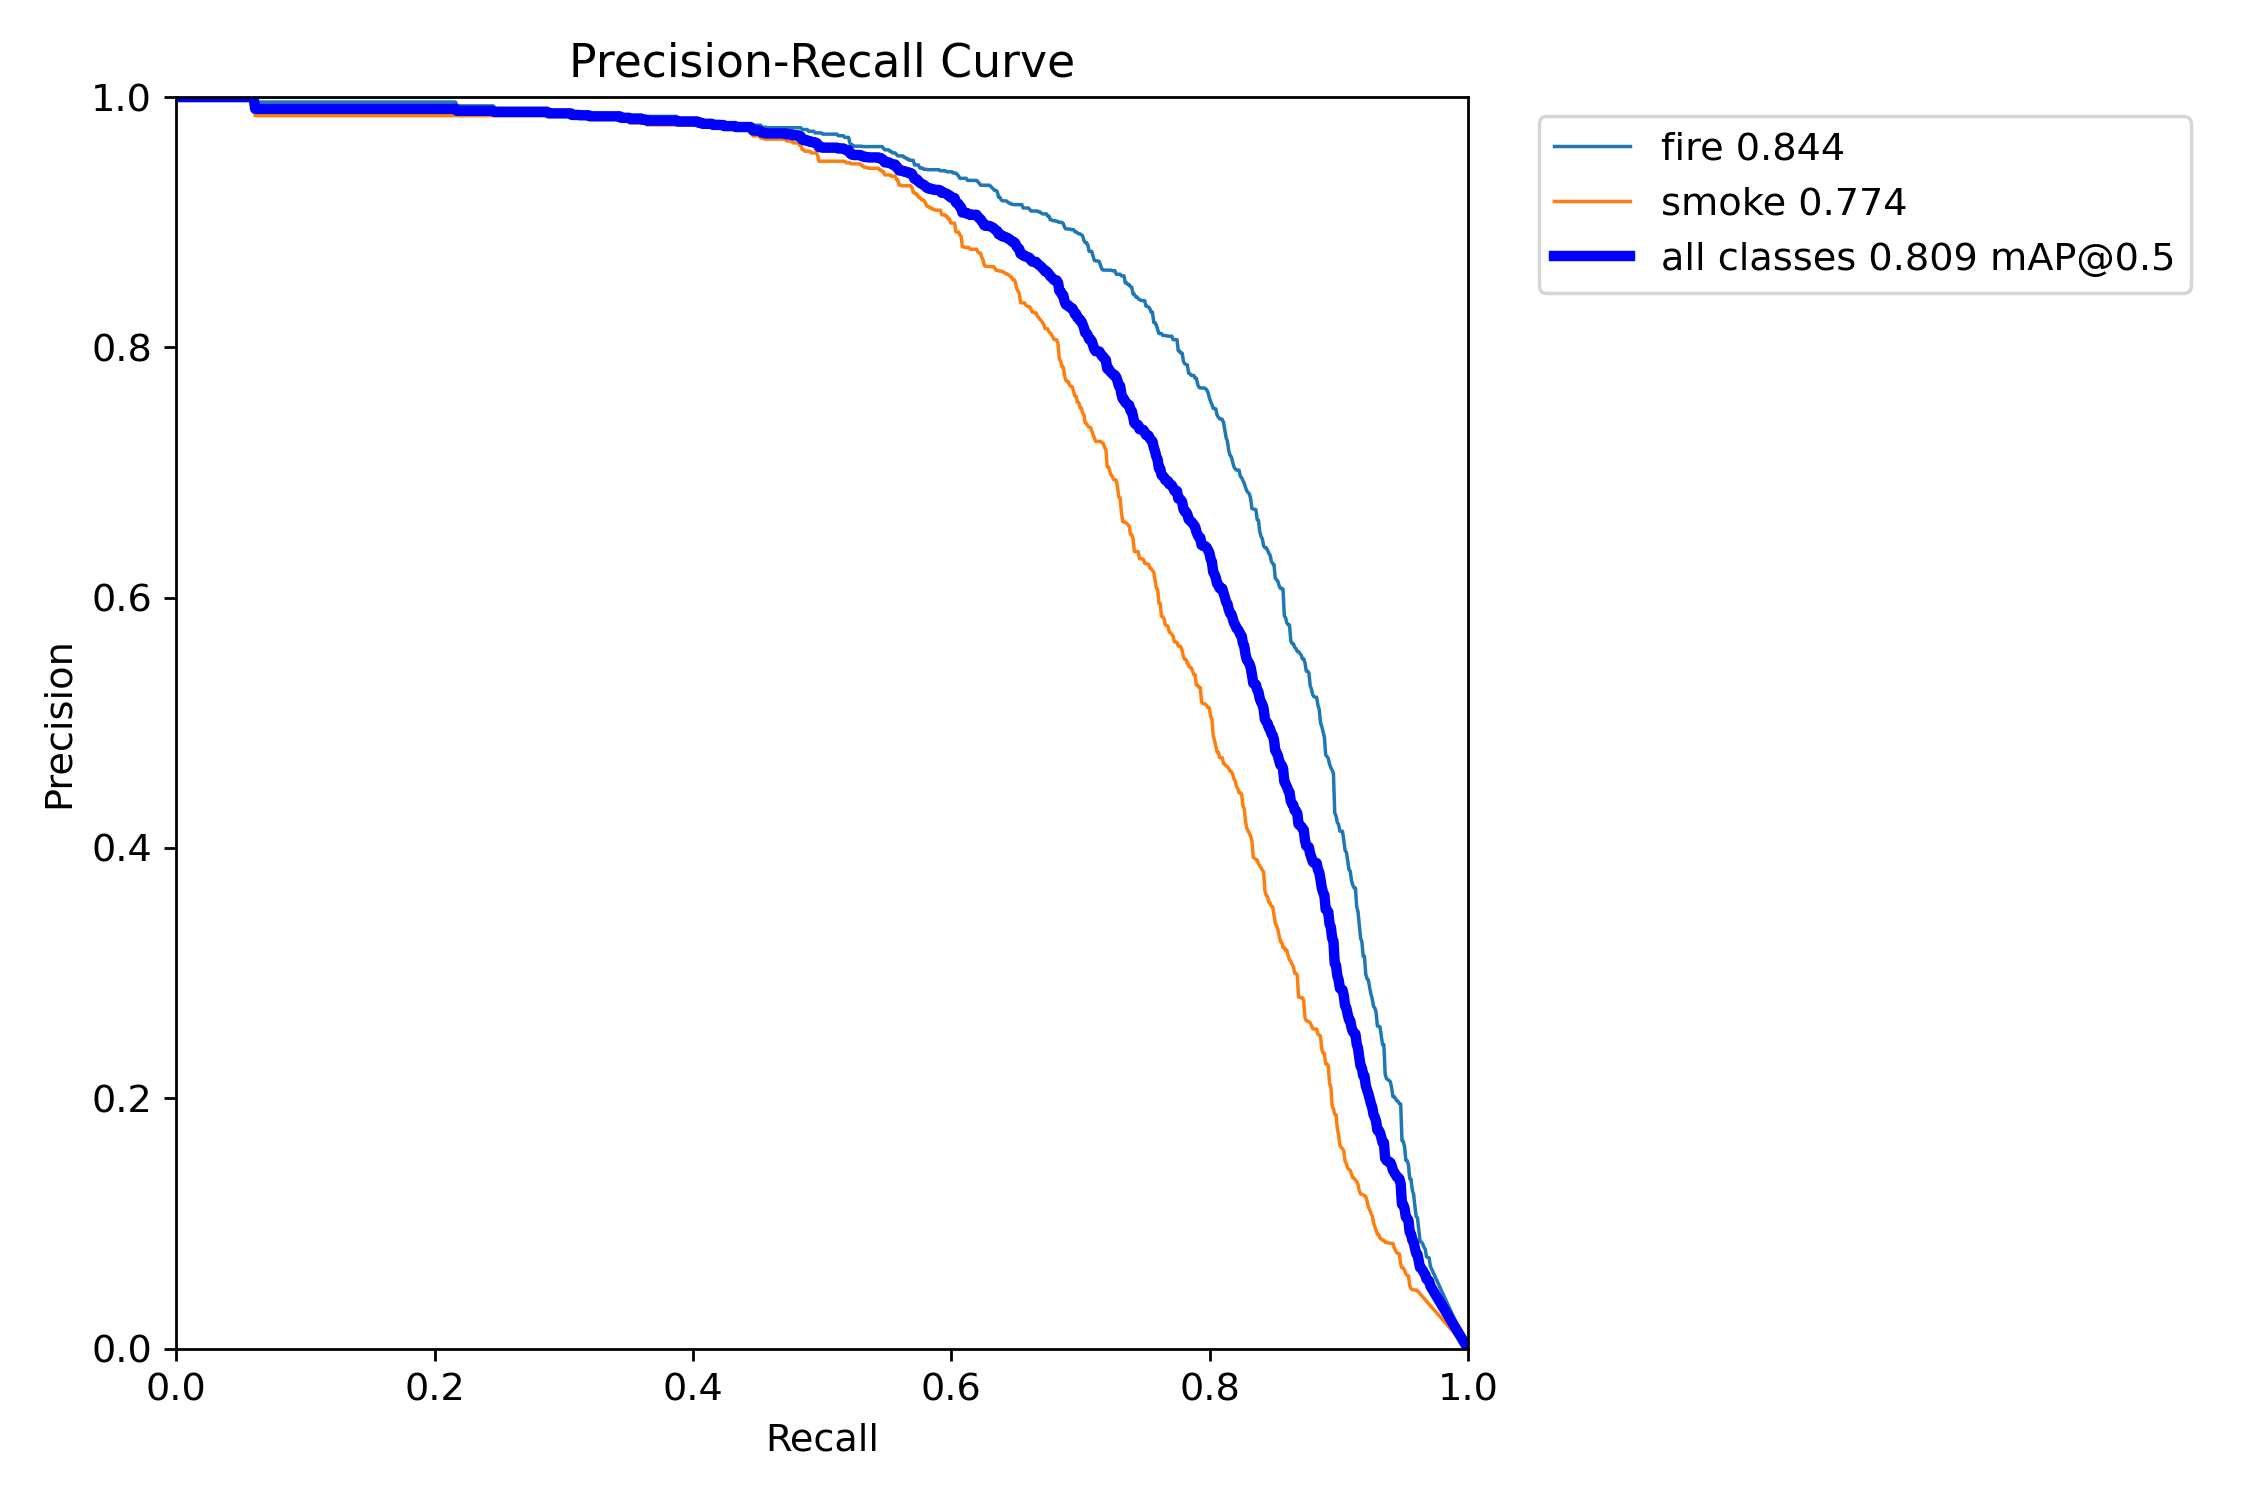 Precision-Recall Curve
1.0
0.8
0.6
0.4
0.2
0.0
Precision
0.0 0.2 0.4 0.6 0.8 1.0
Recall
fire 0.844
smoke 0.774
all classes 0.809 mAP@0.5